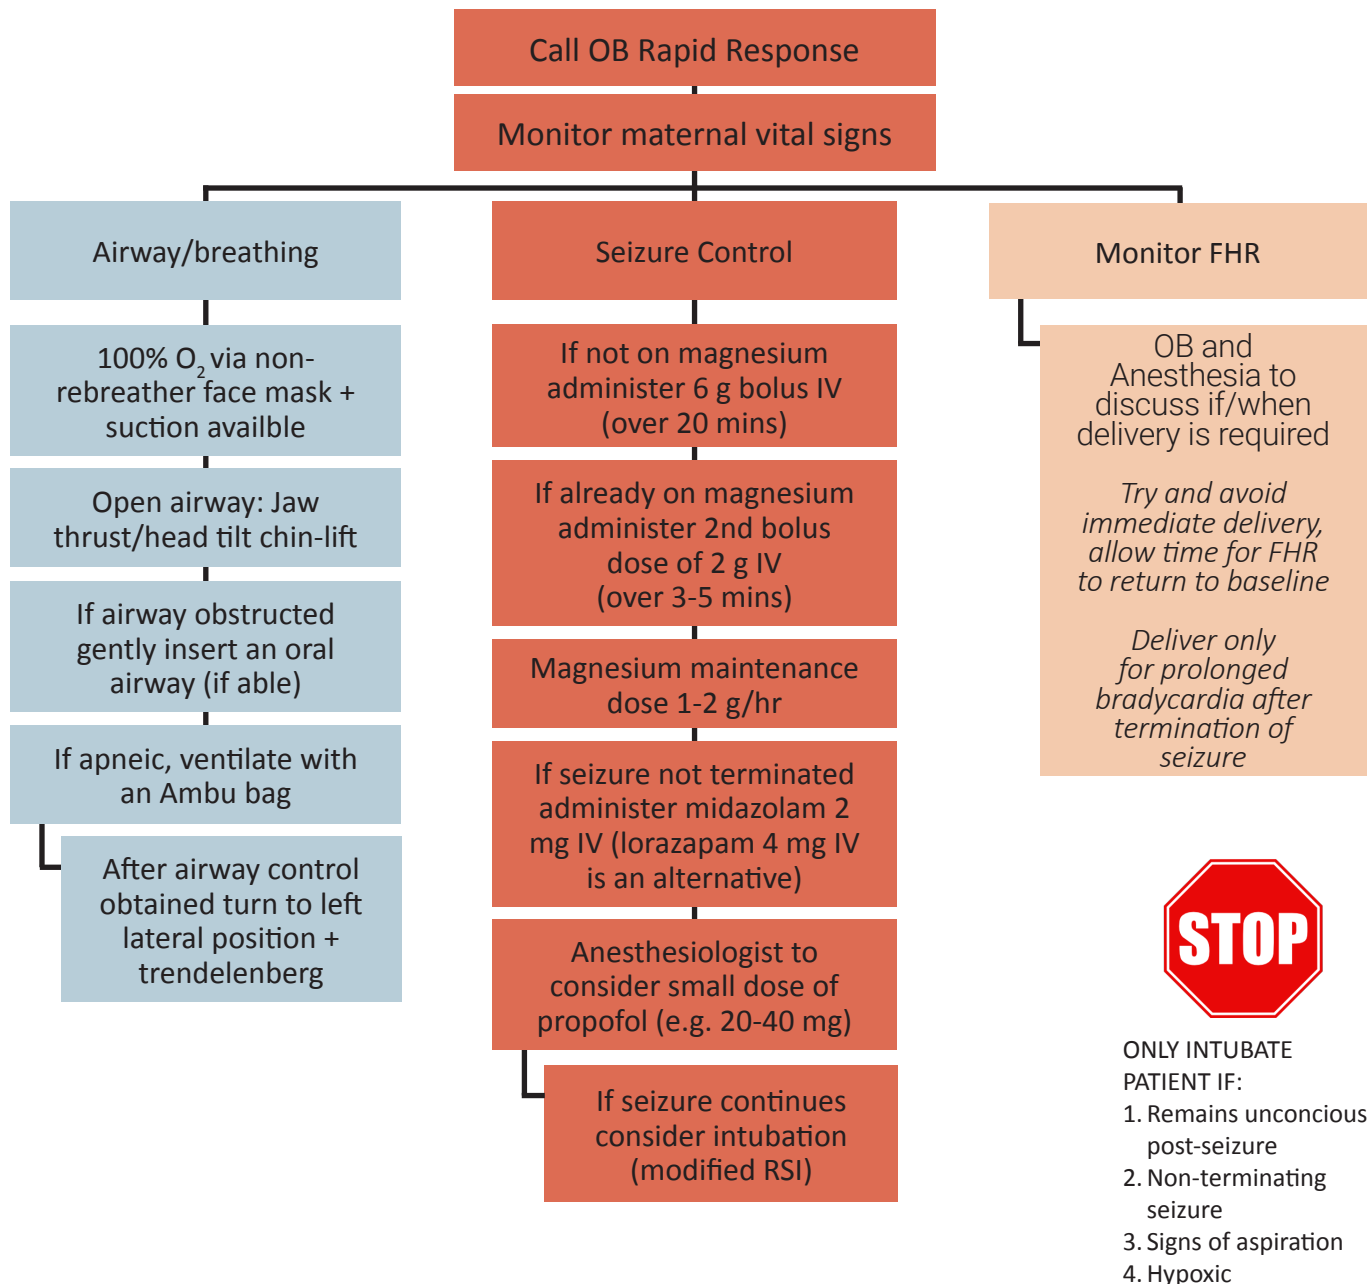 Call OB Rapid Response
Monitor maternal vital signs
Airway/breathing
100% O2 via non-
rebreather face mask +
suction availble
Open airway: Jaw
thrust/head tilt chin-lift
If airway obstructed
gently insert an oral
airway (if able)
If apneic, ventilate with
an Ambu bag
After airway control
obtained turn to left
lateral position +
trendelenberg
Seizure Control
If not on magnesium
administer 6 g bolus IV
(over 20 mins)
If already on magnesium
administer 2nd bolus
dose of 2 g IV
(over 3-5 mins)
Magnesium maintenance
dose 1-2 g/hr
If seizure not terminated
administer midazolam 2
mg IV (lorazapam 4 mg IV
is an alternative)
Anesthesiologist to
consider small dose of
propofol (e.g. 20-40 mg)
If seizure continues
consider intubation
(modified RSI)
Monitor FHR
OB and
Anesthesia to
discuss if/when
delivery is required
Try and avoid
immediate delivery,
allow time for FHR
to return to baseline
Deliver only
for prolonged
bradycardia after
termination of
seizure
STOP
ONLY INTUBATE
PATIENT IF:
1. Remains unconcious
post-seizure
2. Non-terminating
seizure
3. Signs of aspiration
4. Hypoxic